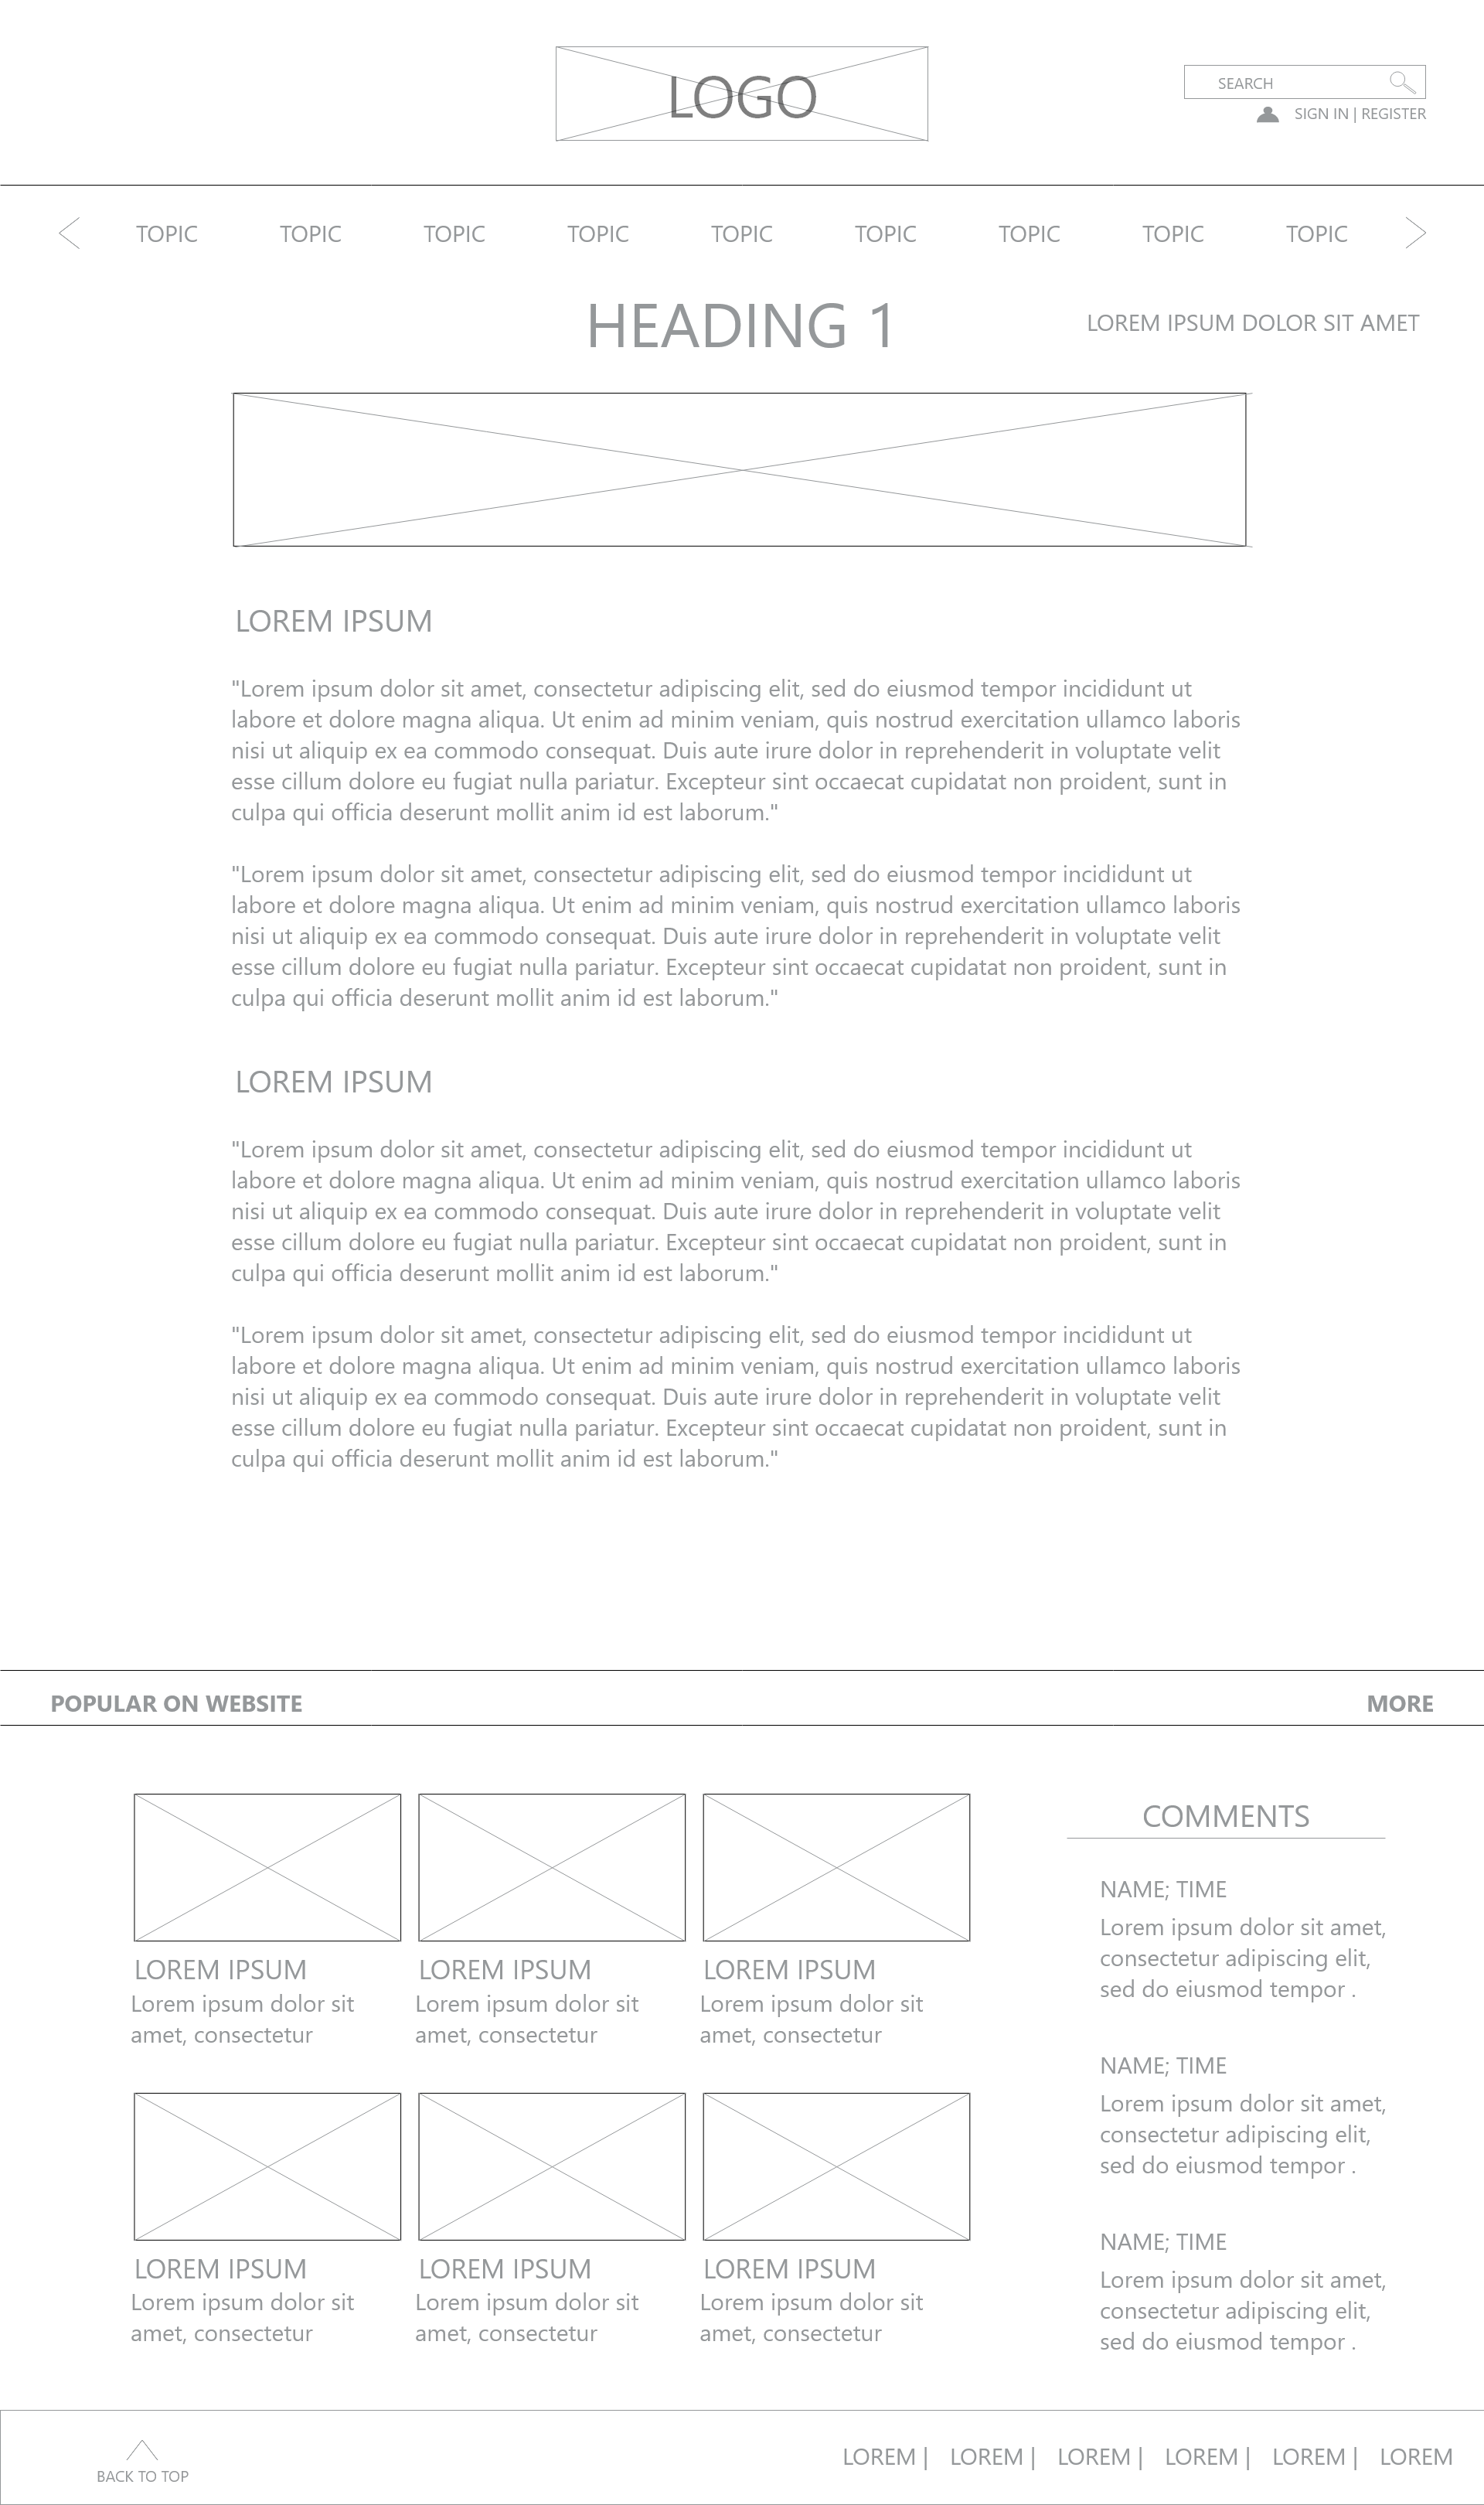 LOGO
SEARCH
SIGN IN | REGISTER
TOPIC TOPIC TOPIC TOPIC TOPIC TOPIC TOPIC TOPIC TOPIC
HEADING 1
LOREM IPSUM DOLOR SIT AMET
LOREM IPSUM
"Lorem ipsum dolor sit amet, consectetur adipiscing elit, sed do eiusmod tempor incididunt ut
labore et dolore magna aliqua. Ut enim ad minim veniam, quis nostrud exercitation ullamco laboris
nisi ut aliquip ex ea commodo consequat. Duis aute irure dolor in reprehenderit in voluptate velit
esse cillum dolore eu fugiat nulla pariatur. Excepteur sint occaecat cupidatat non proident, sunt in
culpa qui officia deserunt mollit anim id est laborum."
"Lorem ipsum dolor sit amet, consectetur adipiscing elit, sed do eiusmod tempor incididunt ut
labore et dolore magna aliqua. Ut enim ad minim veniam, quis nostrud exercitation ullamco laboris
nisi ut aliquip ex ea commodo consequat. Duis aute irure dolor in reprehenderit in voluptate velit
esse cillum dolore eu fugiat nulla pariatur. Excepteur sint occaecat cupidatat non proident, sunt in
culpa qui officia deserunt mollit anim id est laborum."
LOREM IPSUM
"Lorem ipsum dolor sit amet, consectetur adipiscing elit, sed do eiusmod tempor incididunt ut
labore et dolore magna aliqua. Ut enim ad minim veniam, quis nostrud exercitation ullamco laboris
nisi ut aliquip ex ea commodo consequat. Duis aute irure dolor in reprehenderit in voluptate velit
esse cillum dolore eu fugiat nulla pariatur. Excepteur sint occaecat cupidatat non proident, sunt in
culpa qui officia deserunt mollit anim id est laborum."
"Lorem ipsum dolor sit amet, consectetur adipiscing elit, sed do eiusmod tempor incididunt ut
labore et dolore magna aliqua. Ut enim ad minim veniam, quis nostrud exercitation ullamco laboris
nisi ut aliquip ex ea commodo consequat. Duis aute irure dolor in reprehenderit in voluptate velit
esse cillum dolore eu fugiat nulla pariatur. Excepteur sint occaecat cupidatat non proident, sunt in
culpa qui officia deserunt mollit anim id est laborum."
POPULAR ON WEBSITE
MORE
LOREM IPSUM
Lorem ipsum dolor sit
amet, consectetur
LOREM IPSUM
Lorem ipsum dolor sit
amet, consectetur
LOREM IPSUM
Lorem ipsum dolor sit
amet, consectetur
LOREM IPSUM
Lorem ipsum dolor sit
amet, consectetur
LOREM IPSUM
Lorem ipsum dolor sit
amet, consectetur
LOREM IPSUM
Lorem ipsum dolor sit
amet, consectetur
COMMENTS
NAME; TIME
Lorem ipsum dolor sit amet,
consectetur adipiscing elit,
sed do eiusmod tempor .
NAME; TIME
Lorem ipsum dolor sit amet,
consectetur adipiscing elit,
sed do eiusmod tempor .
NAME; TIME
Lorem ipsum dolor sit amet,
consectetur adipiscing elit,
sed do eiusmod tempor .
BACK TO TOP
LOREM | LOREM | LOREM | LOREM | LOREM | LOREM